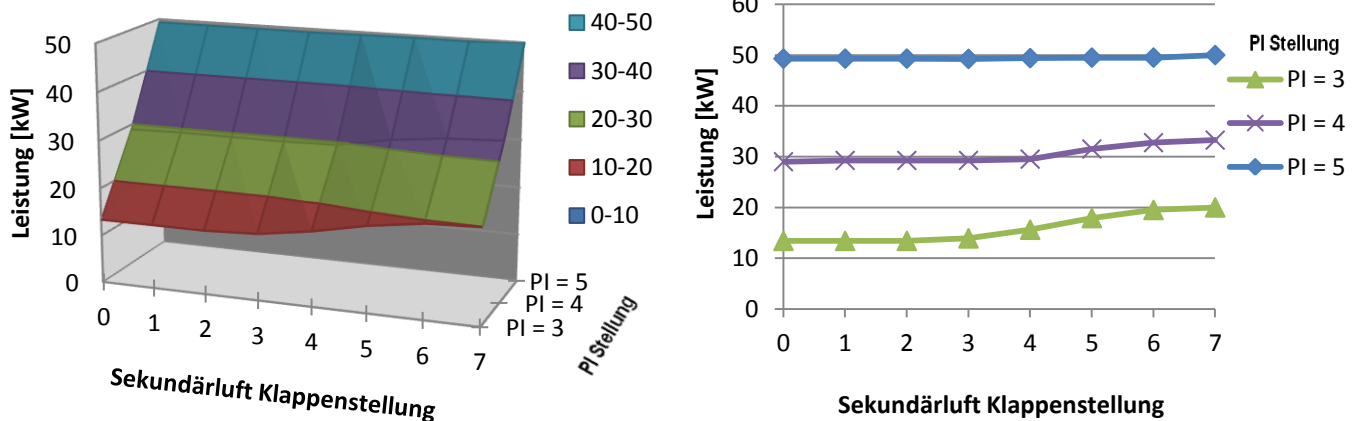 50
40
30
20
10
0
Leistung [kW]
0
1
2
3
4
5
6
7
PI = 3
PI = 4
PI = 5
PI Stellung
Sekundärluft Klappenstellung
40-50
30-40
20-30
10-20
0-10
60
50
40
30
20
10
0
Leistung [kW]
0
1
2
3
4
5
6
7
Sekundärluft Klappenstellung
PI Stellung
PI = 3
PI = 4
PI = 5